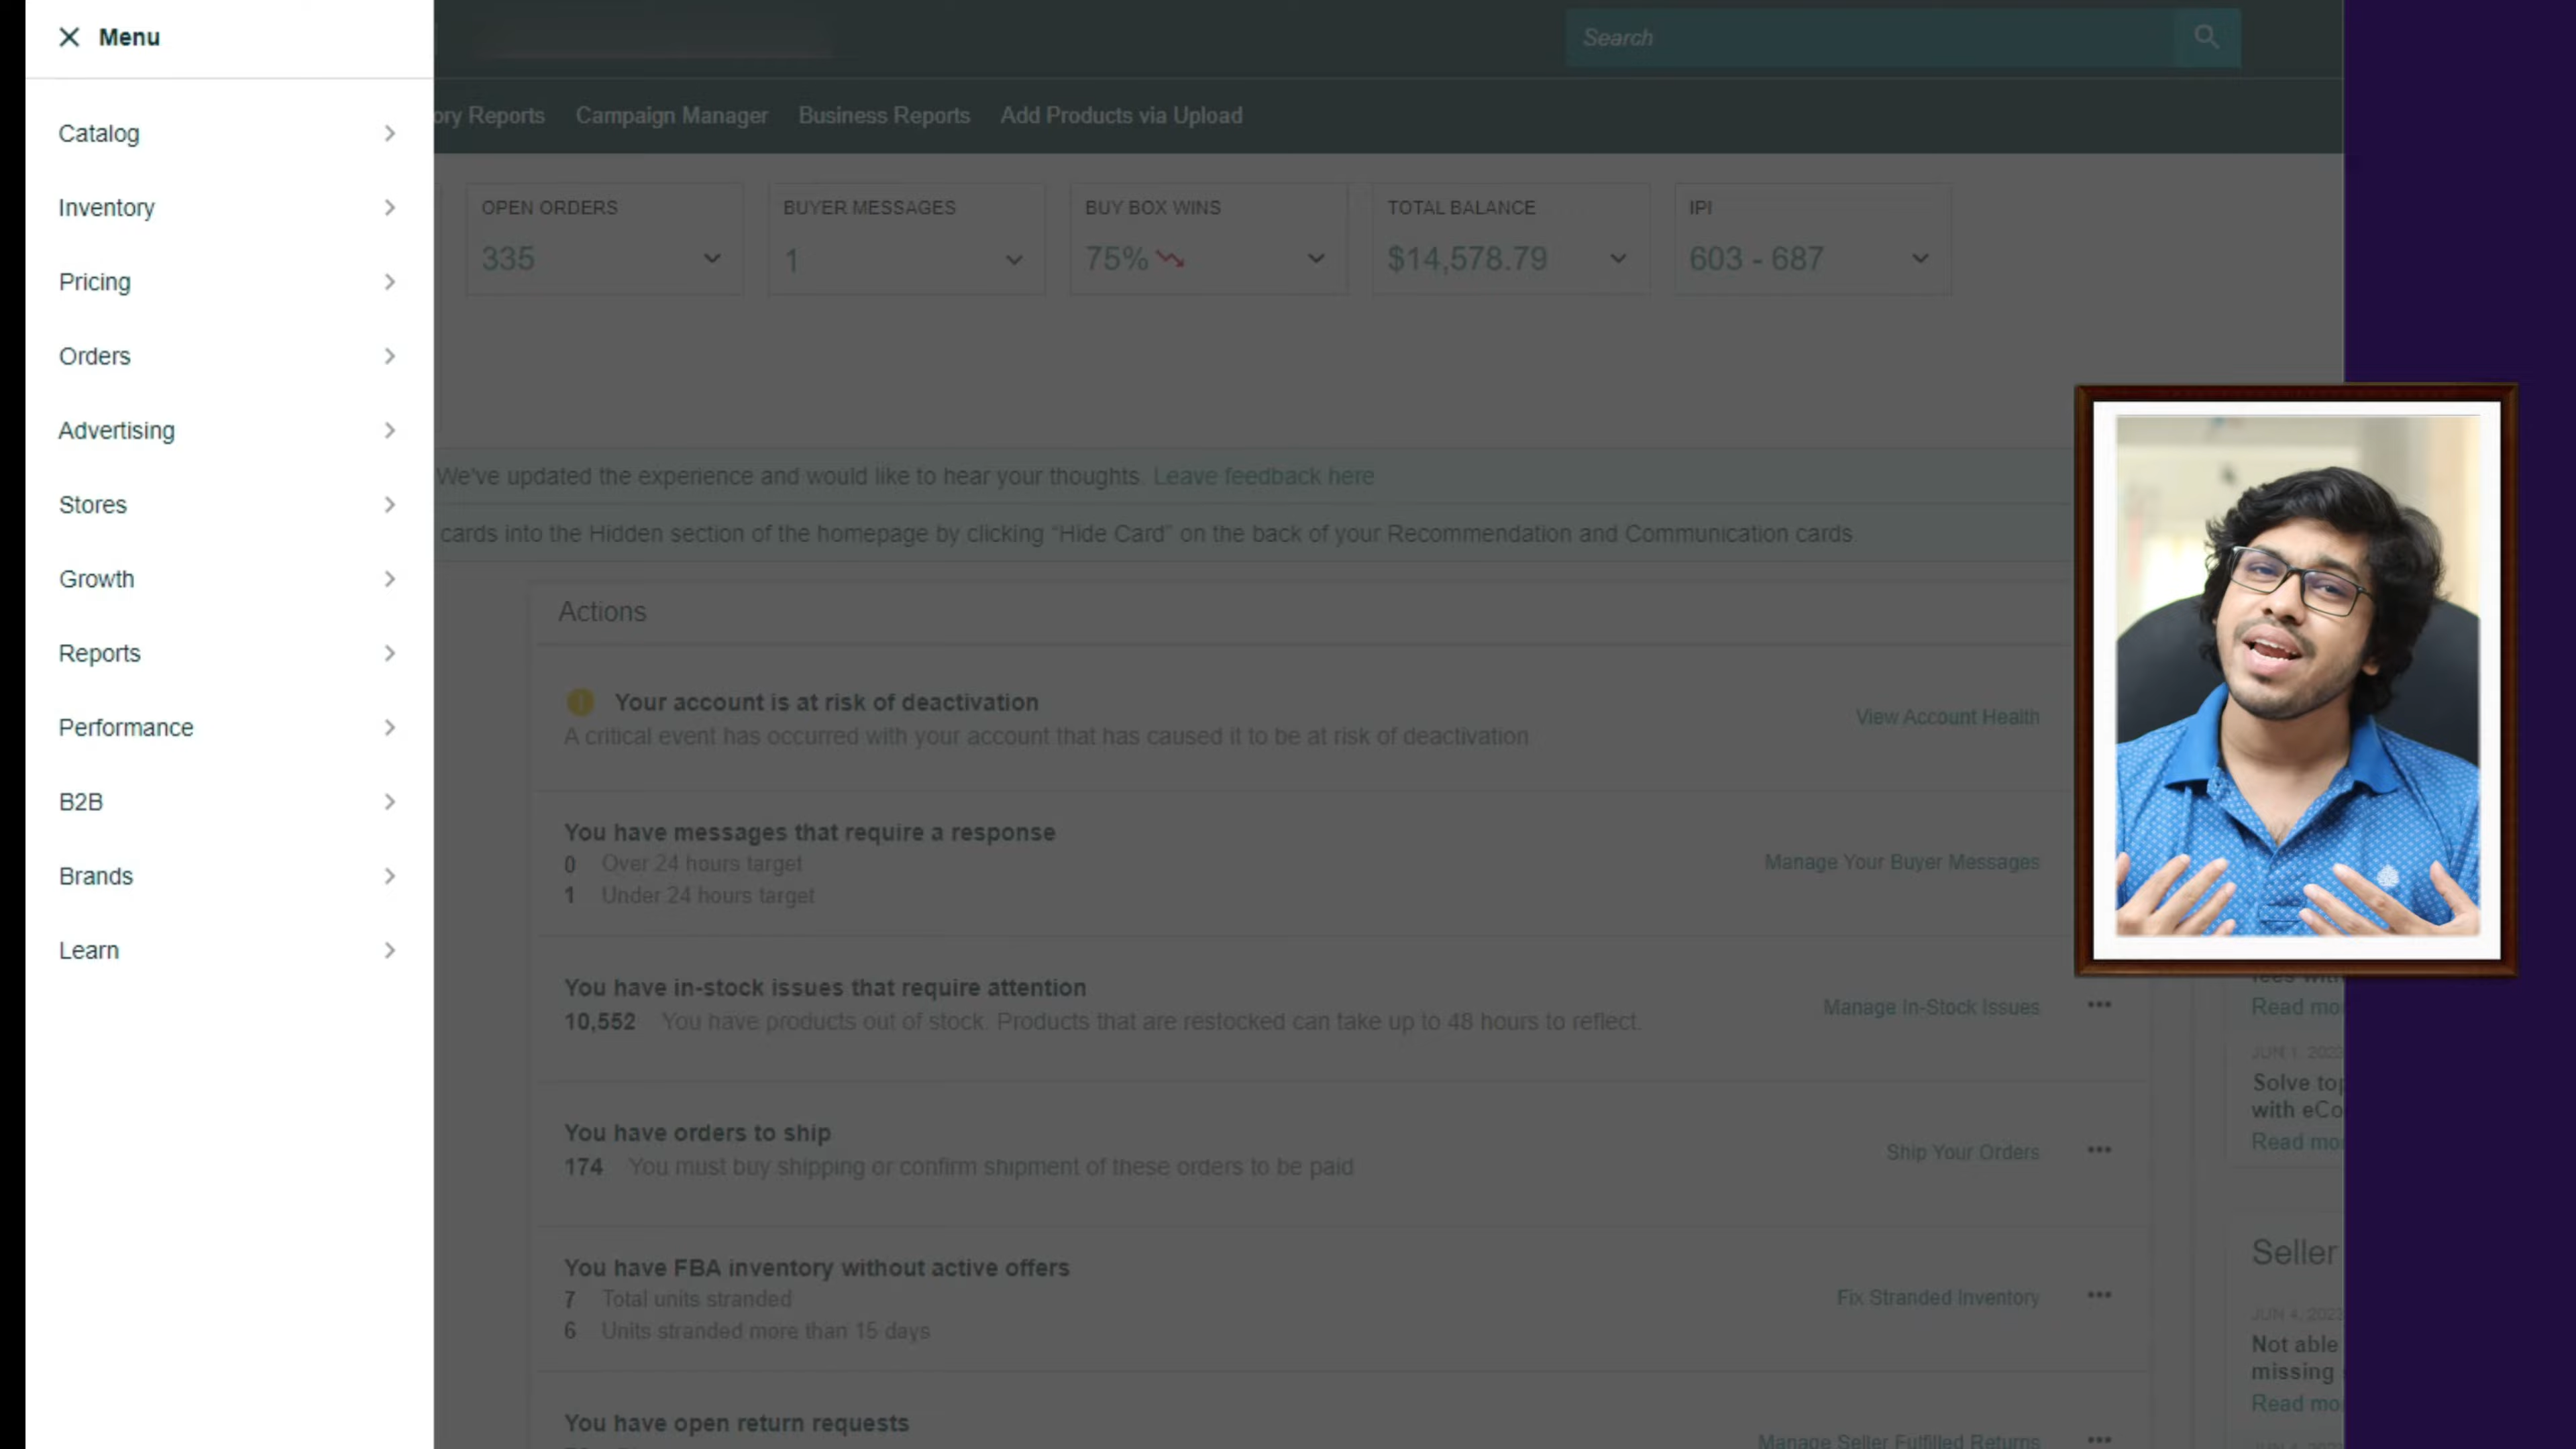 Menu
Search
Catalog
Inventory
Pricing
Orders
Advertising
Stores
Growth
Reports
Performance
B2B
Brands
Learn
ory Reports
Campaign Manager
Business Reports
Add Products via Upload
OPEN ORDERS
335
BUYER MESSAGES
1
BUY BOX WINS
75%
TOTAL BALANCE
$14,578.79
IPI
603 - 687
We've updated the experience and would like to hear your thoughts. Leave feedback here
cards into the Hidden section of the homepage by clicking “Hide Card” on the back of your Recommendation and Communication cards
Actions
Your account is at risk of deactivation
A critical event has occurred with your account that has caused it to be at risk of deactivation
View Account Health
You have messages that require a response
0 Over 24 hours target
1 Under 24 hours target
Manage Your Buyer Messages
You have in-stock issues that require attention
10,552 You have products out of stock. Products that are restocked can take up to 48 hours to reflect.
Manage In-Stock Issues
You have orders to ship
174 You must buy shipping or confirm shipment of these orders to be paid
Ship Your Orders
You have FBA inventory without active offers
7 Total units stranded
6 Units stranded more than 15 days
Fix Stranded Inventory
You have open return requests
Manage Seller Fulfilled Returns
Read mo
JUN 1, 2023
Solve top
with eCo
Read mo
Seller
JUN 4, 2023
Not able
missing
Read mo